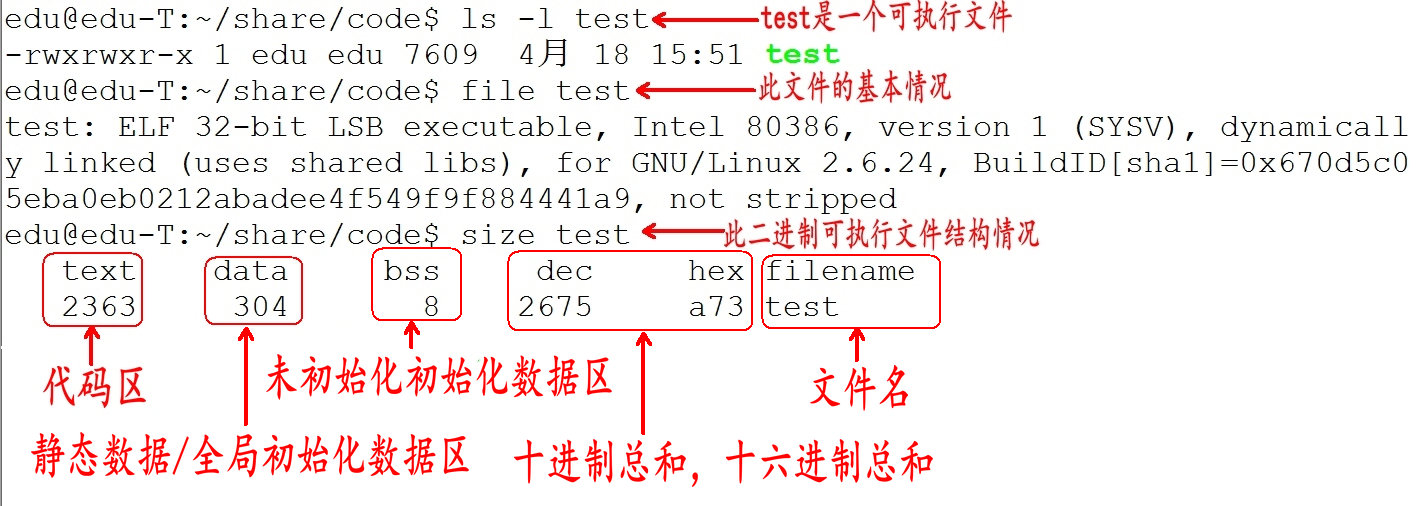 edu@edu-T:~/share/code$ ls -l test test是一个可执行文件
-rwxrwxr-x 1 edu edu 7609  4月 18 15:51 test
edu@edu-T:~/share/code$ file test 此文件的基本情况
test: ELF 32-bit LSB executable, Intel 80386, version 1 (SYSV), dynamicall
y linked (uses shared libs), for GNU/Linux 2.6.24, BuildID[sha1]=0x670d5c0
5eba0eb0212abadee4f549f9f884441a9, not stripped
edu@edu-T:~/share/code$ size test 此二进制可执行文件结构情况
text data bss dec hex filename
2363 304 8 2675 a73 test
代码区 未初始化初始化数据区 文件名
静态数据/全局初始化数据区 十进制总和，十六进制总和